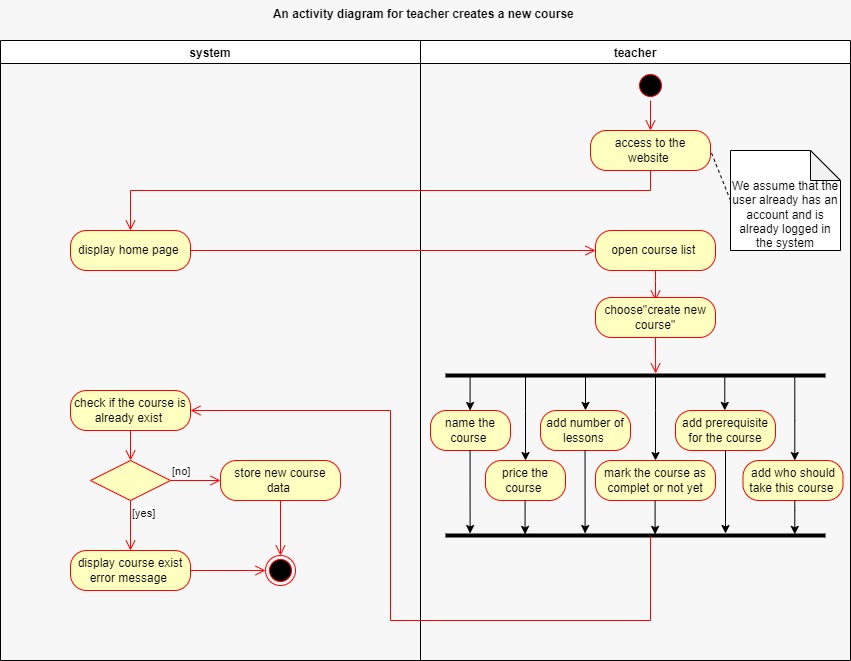 An activity diagram for teacher creates a new course
system
teacher
access to the
website
We assume that the
user already has an
account and is
already logged in
the system
display home page
open course list
choose"create new
course"
check if the course is
already exist
name the
course
add number of
lessons
add prerequisite
for the course
[no]
store new course
data
price the
course
mark the course as
complet or not yet
add who should
take this course
[yes]
display course exist
error message